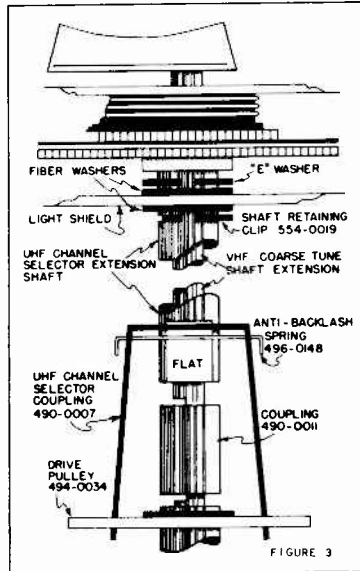 FIBER WASHERS
"E" WASHER
LIGHT SHIELD
SHAFT RETAINING
CLIP 554-0019
UHF CHANNEL
SELECTOR EXTENSION
SHAFT
VHF COARSE TUNE
SHAFT EXTENSION
ANTI-BACKLASH
SPRING
496-0148
FLAT
UHF CHANNEL
SELECTOR
COUPLING
490-0007
COUPLING
490-0011
DRIVE
PULLEY
494-0034
FIGURE 3